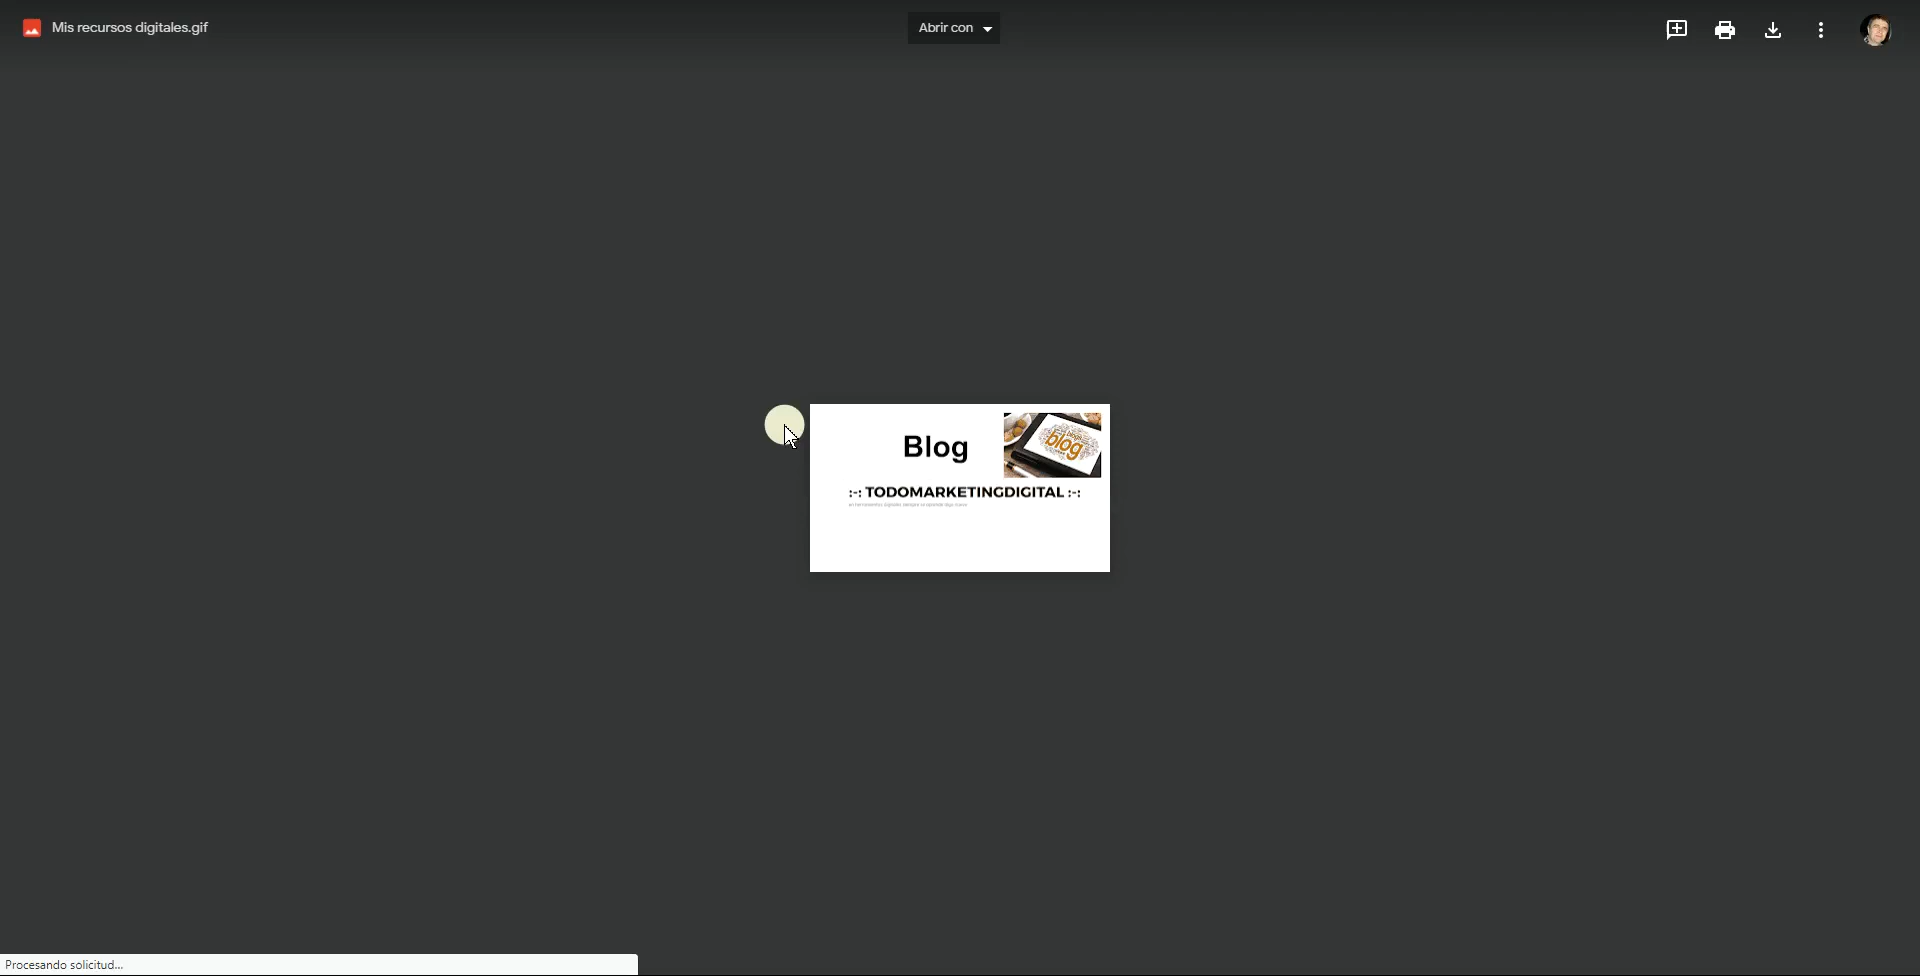 Mis recursos digitales.gif
Abrir con
Blog
blog
:-: TODOMARKETINGDIGITAL :-:
Procesando solicitud...